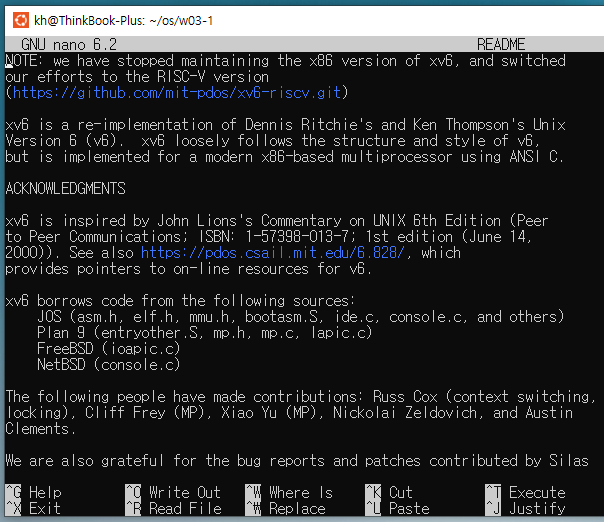 kh@ThinkBook-Plus: ~/os/w03-1
GNU nano 6.2 README
NOTE: we have stopped maintaining the x86 version of xv6, and switched
our efforts to the RISC-V version
(https://github.com/mit-pdos/xv6-riscv.git)
xv6 is a re-implementation of Dennis Ritchie's and Ken Thompson's Unix
Version 6 (v6).  xv6 loosely follows the structure and style of v6,
but is implemented for a modern x86-based multiprocessor using ANSI C.
ACKNOWLEDGMENTS
xv6 is inspired by John Lions's Commentary on UNIX 6th Edition (Peer
to Peer Communications; ISBN: 1-57398-013-7; 1st edition (June 14,
2000)). See also https://pdos.csail.mit.edu/6.828/, which
provides pointers to on-line resources for v6.
xv6 borrows code from the following sources:
JOS (asm.h, elf.h, mmu.h, bootasm.S, ide.c, console.c, and others)
Plan 9 (entryother.S, mp.h, mp.c, lapic.c)
FreeBSD (ioapic.c)
NetBSD (console.c)
The following people have made contributions: Russ Cox (context switching,
locking), Cliff Frey (MP), Xiao Yu (MP), Nickolai Zeldovich, and Austin
Clements.
We are also grateful for the bug reports and patches contributed by Silas
^G Help ^O Write Out ^W Where Is ^K Cut ^T Execute
^X Exit ^R Read File ^₩ Replace ^U Paste ^J Justify